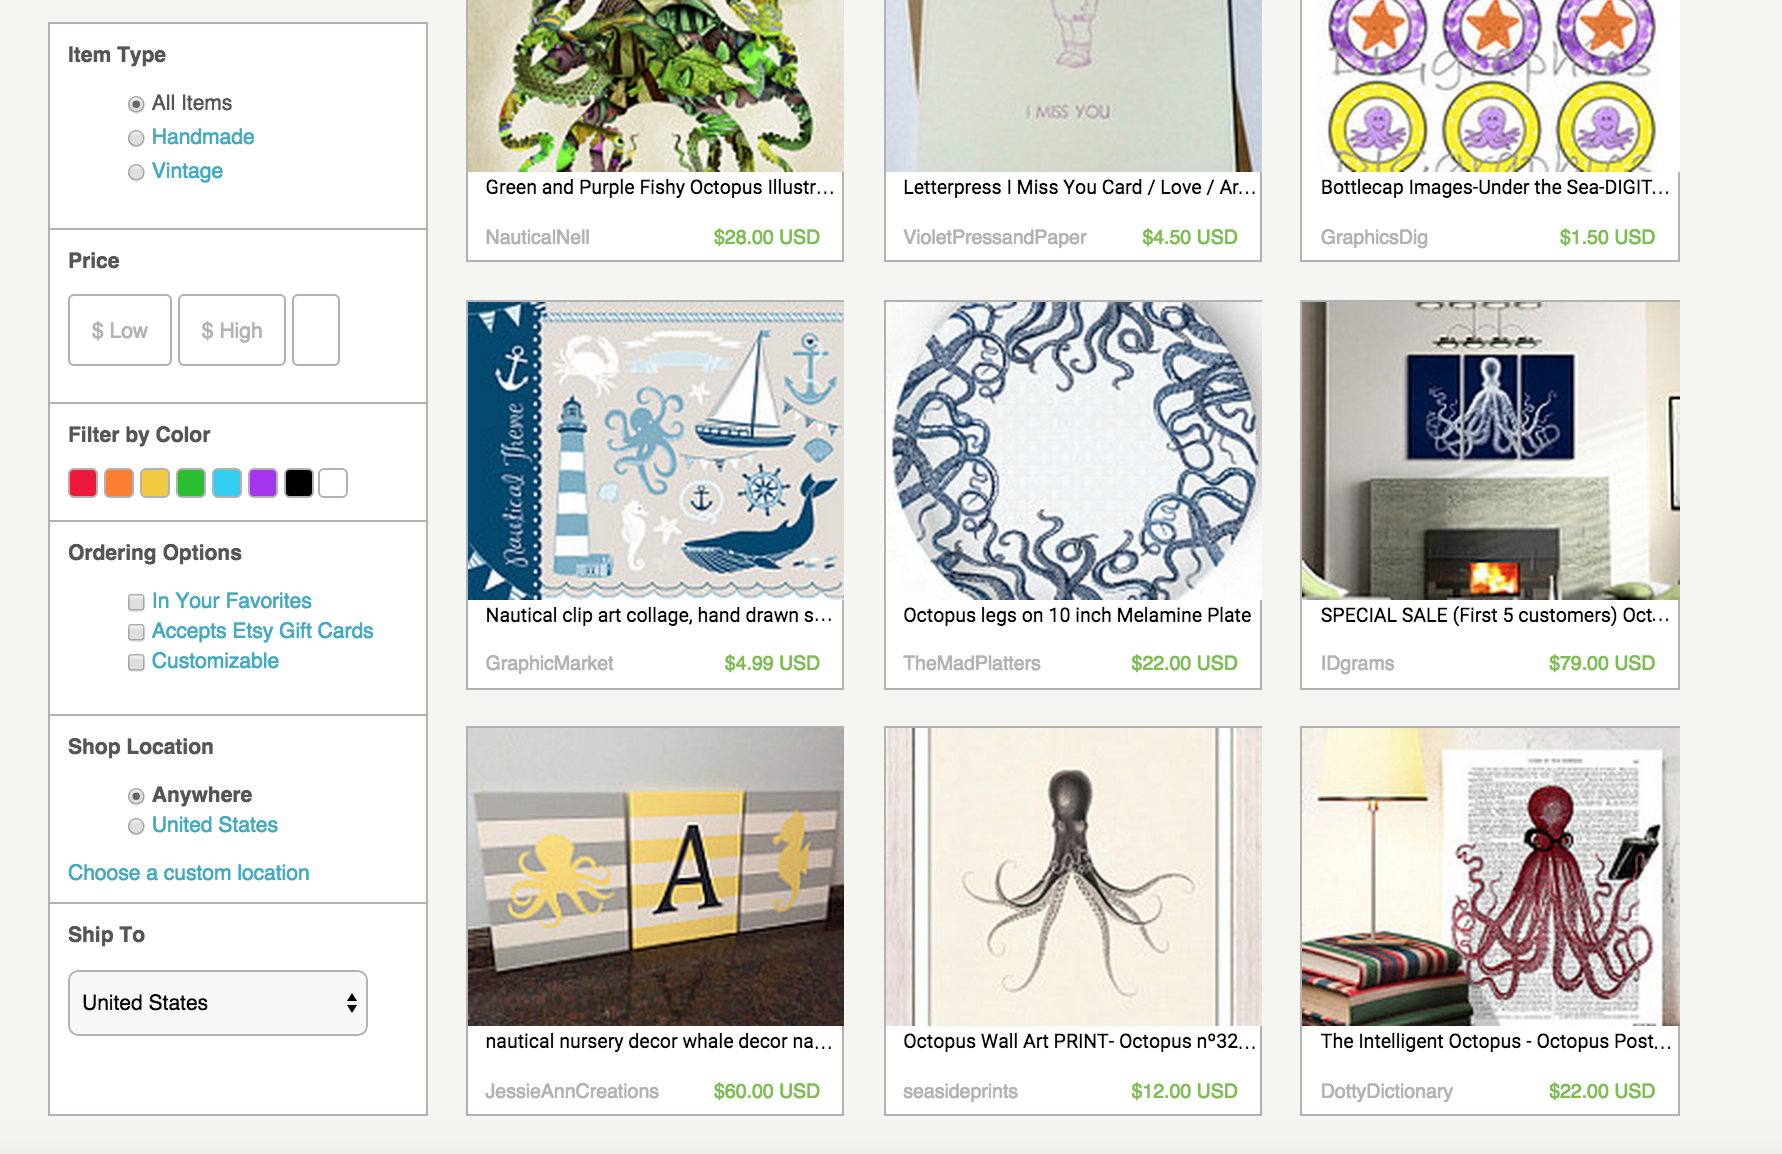 Item Type
All Items
Handmade
Vintage
Price
$ Low
$ High
Filter by Color
Ordering Options
In Your Favorites
Accepts Etsy Gift Cards
Customizable
Shop Location
Anywhere
United States
Choose a custom location
Ship To
United States
Green and Purple Fishy Octopus Illustr...
NauticalNell $28.00 USD
I MISS YOU
Letterpress I Miss You Card / Love / Ar...
VioletPressandPaper $4.50 USD
Bottlecap Images-Under the Sea-DIGIT...
GraphicsDig $1.50 USD
Nautical Theme
Nautical clip art collage, hand drawn s...
GraphicMarket $4.99 USD
Octopus legs on 10 inch Melamine Plate
TheMadPlatters $22.00 USD
SPECIAL SALE (First 5 customers) Oct...
IDgrams $79.00 USD
A
nautical nursery decor whale decor na...
JessieAnnCreations $60.00 USD
Octopus Wall Art PRINT- Octopus nº32...
seasideprints $12.00 USD
The Intelligent Octopus - Octopus Post...
DottyDictionary $22.00 USD